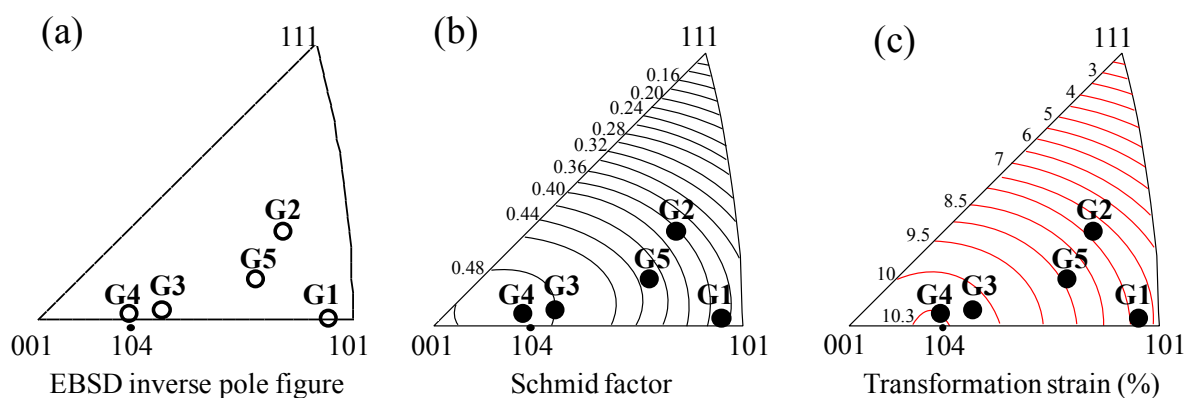 (a)
111
G2
G5
G4
G3
G1
001
104
101
EBSD inverse pole figure
(b)
111
0.16
0.20
0.24
0.28
0.32
0.36
0.40
0.44
0.48
G2
G5
G4
G3
G1
001
104
101
Schmid factor
(c)
111
3
4
5
6
7
8.5
9.5
10
10.3
G2
G5
G4
G3
G1
001
104
101
Transformation strain (%)